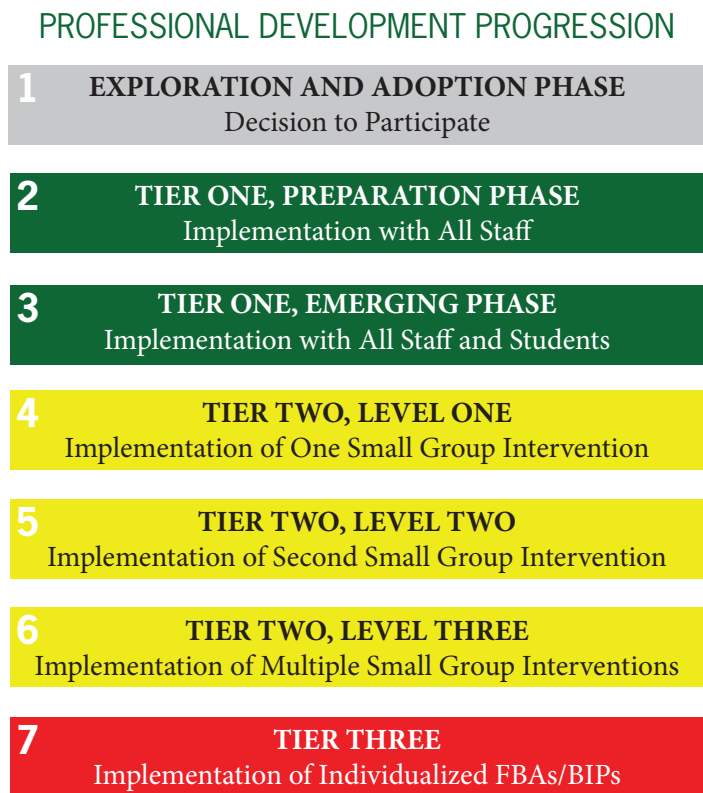 PROFESSIONAL DEVELOPMENT PROGRESSION
1 EXPLORATION AND ADOPTION PHASE
Decision to Participate
2 TIER ONE, PREPARATION PHASE
Implementation with All Staff
3 TIER ONE, EMERGING PHASE
Implementation with All Staff and Students
4 TIER TWO, LEVEL ONE
Implementation of One Small Group Intervention
5 TIER TWO, LEVEL TWO
Implementation of Second Small Group Intervention
6 TIER TWO, LEVEL THREE
Implementation of Multiple Small Group Interventions
7 TIER THREE
Implementation of Individualized FBAs/BIPs